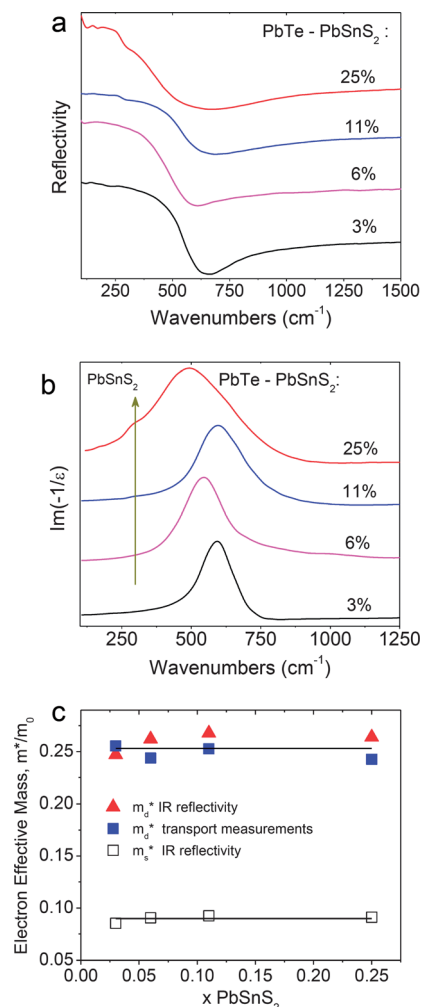 a
PbTe - PbSnS2 :
25%
11%
6%
3%
Reflectivity
250 500 750 1000 1250 1500
Wavenumbers (cm-1)
b
PbSnS2
PbTe - PbSnS2:
25%
11%
6%
3%
Im(-1/ε)
250 500 750 1000 1250
Wavenumbers (cm-1)
c
Electron Effective Mass, m*/m0
0.25
0.20
0.15
0.10
0.05
md* IR reflectivity
md* transport measurements
ms* IR reflectivity
0.00 0.05 0.10 0.15 0.20 0.25
x PbSnS2